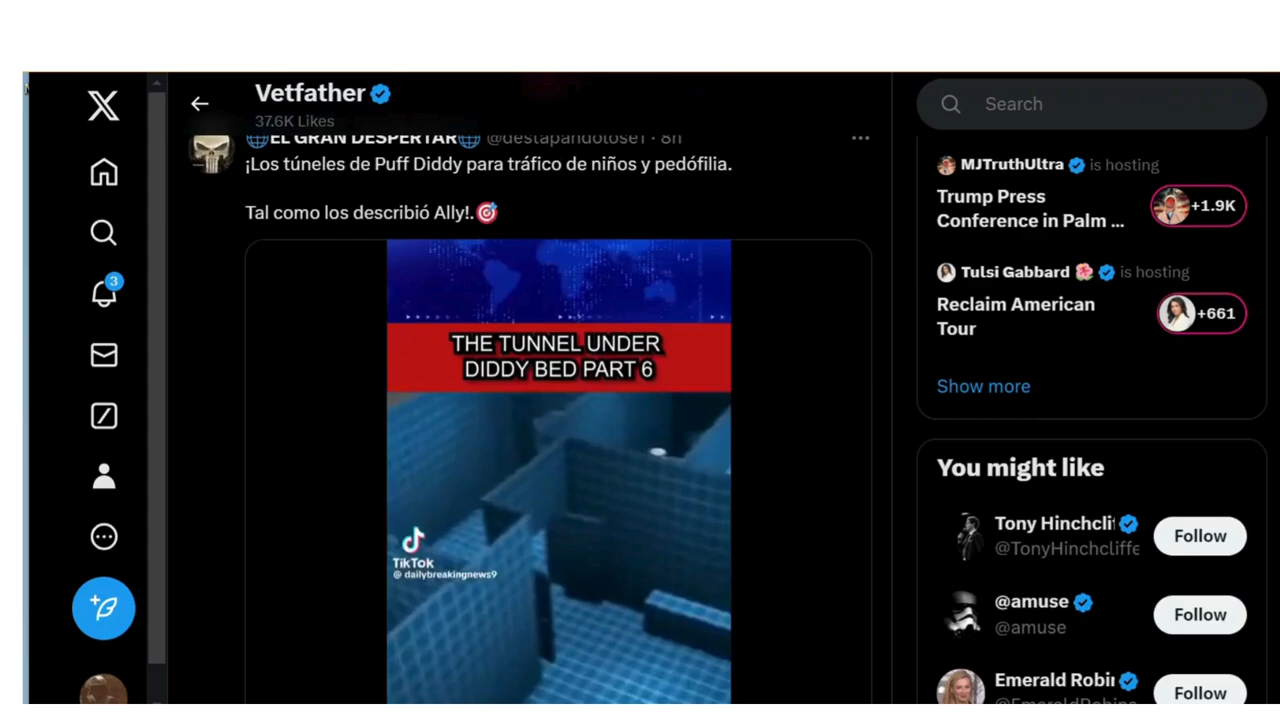 Vetfather
37.6K Likes
EL GRAN DESPERTAR @destapandolose1 · 8h
¡Los túneles de Puff Diddy para tráfico de niños y pedófilia.
Tal como los describió Ally!.
THE TUNNEL UNDER
DIDDY BED PART 6
TikTok
@ dailybreakingnews9
3
Search
MJTruthUltra is hosting
Trump Press
Conference in Palm ...
+1.9K
Tulsi Gabbard is hosting
Reclaim American
Tour
+661
Show more
You might like
Tony Hinchcli
@TonyHinchcliffe
Follow
@amuse
@amuse
Follow
Emerald Robi
@EmeraldRobins
Follow